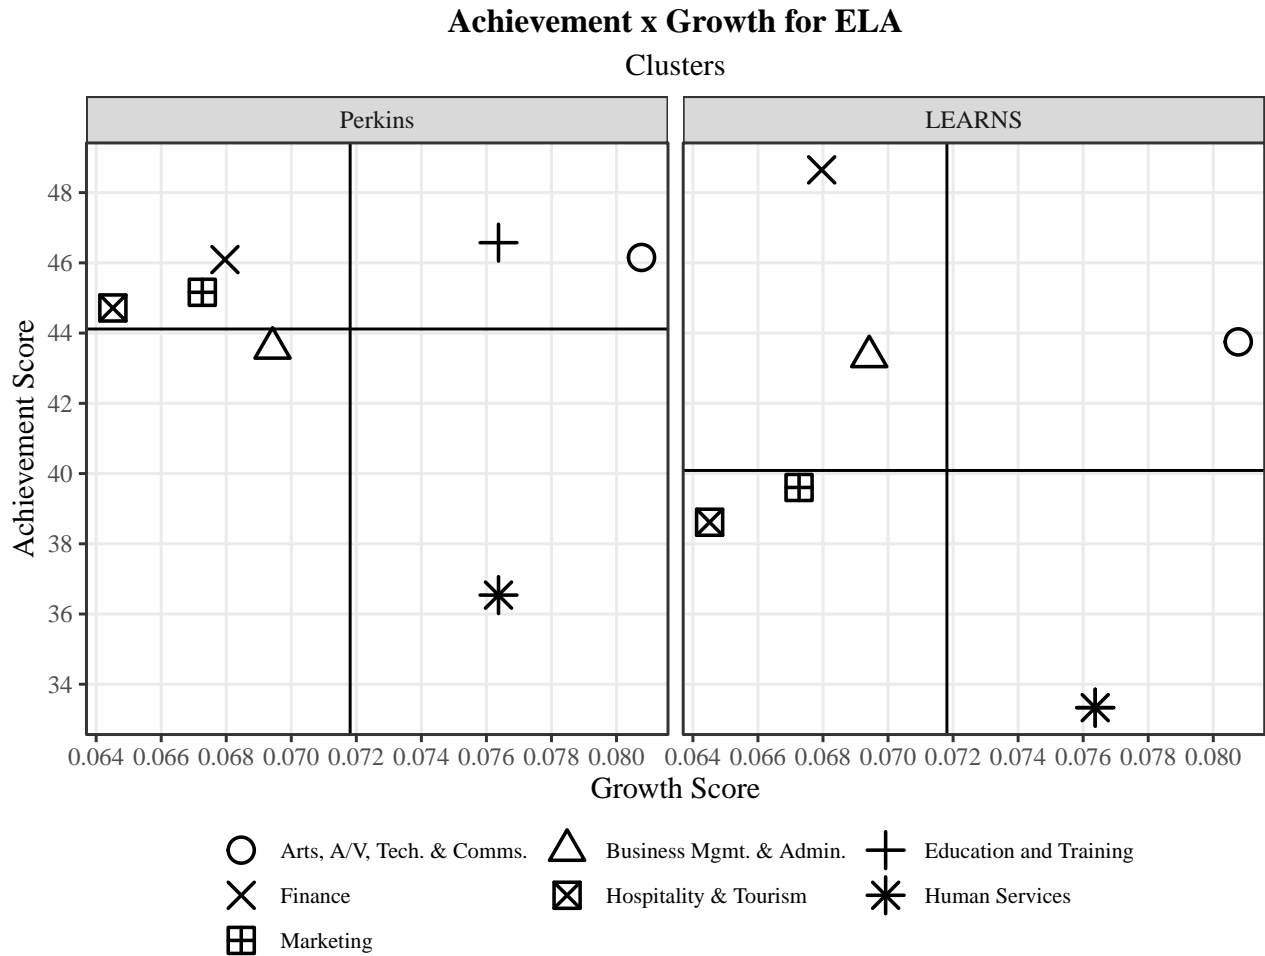 Achievement x Growth for ELA
Clusters
Perkins
LEARNS
Achievement Score
48
46
44
42
40
38
36
34
0.064 0.066 0.068 0.070 0.072 0.074 0.076 0.078 0.080
0.064 0.066 0.068 0.070 0.072 0.074 0.076 0.078 0.080
Growth Score
Arts, A/V, Tech. & Comms.
Business Mgmt. & Admin.
Education and Training
Finance
Hospitality & Tourism
Human Services
Marketing